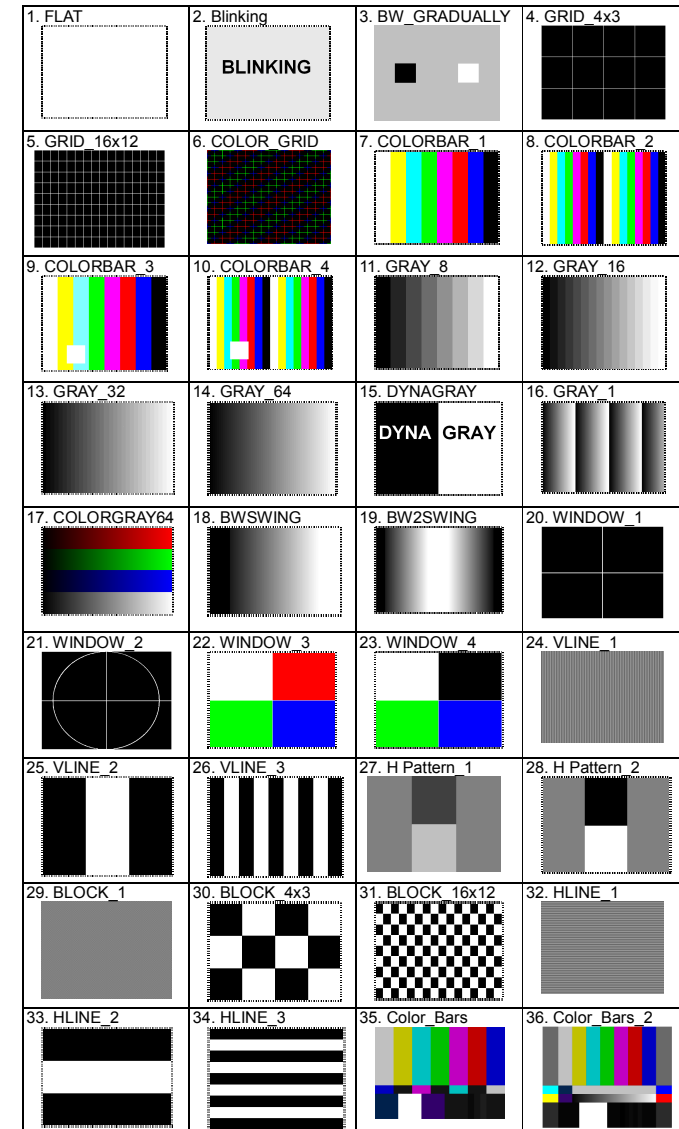 1. FLAT
2. Blinking
3. BW_GRADUALLY
4. GRID_4x3
BLINKING
5. GRID_16x12
6. COLOR_GRID
7. COLORBAR_1
8. COLORBAR_2
9. COLORBAR_3
10. COLORBAR_4
11. GRAY_8
12. GRAY_16
13. GRAY_32
14. GRAY_64
15. DYNAGRAY
16. GRAY_1
DYNA GRAY
17. COLORGRAY64
18. BWSWING
19. BW2SWING
20. WINDOW_1
21. WINDOW_2
22. WINDOW_3
23. WINDOW_4
24. VLINE_1
25. VLINE_2
26. VLINE_3
27. H Pattern_1
28. H Pattern_2
29. BLOCK_1
30. BLOCK_4x3
31. BLOCK_16x12
32. HLINE_1
33. HLINE_2
34. HLINE_3
35. Color_Bars
36. Color_Bars_2